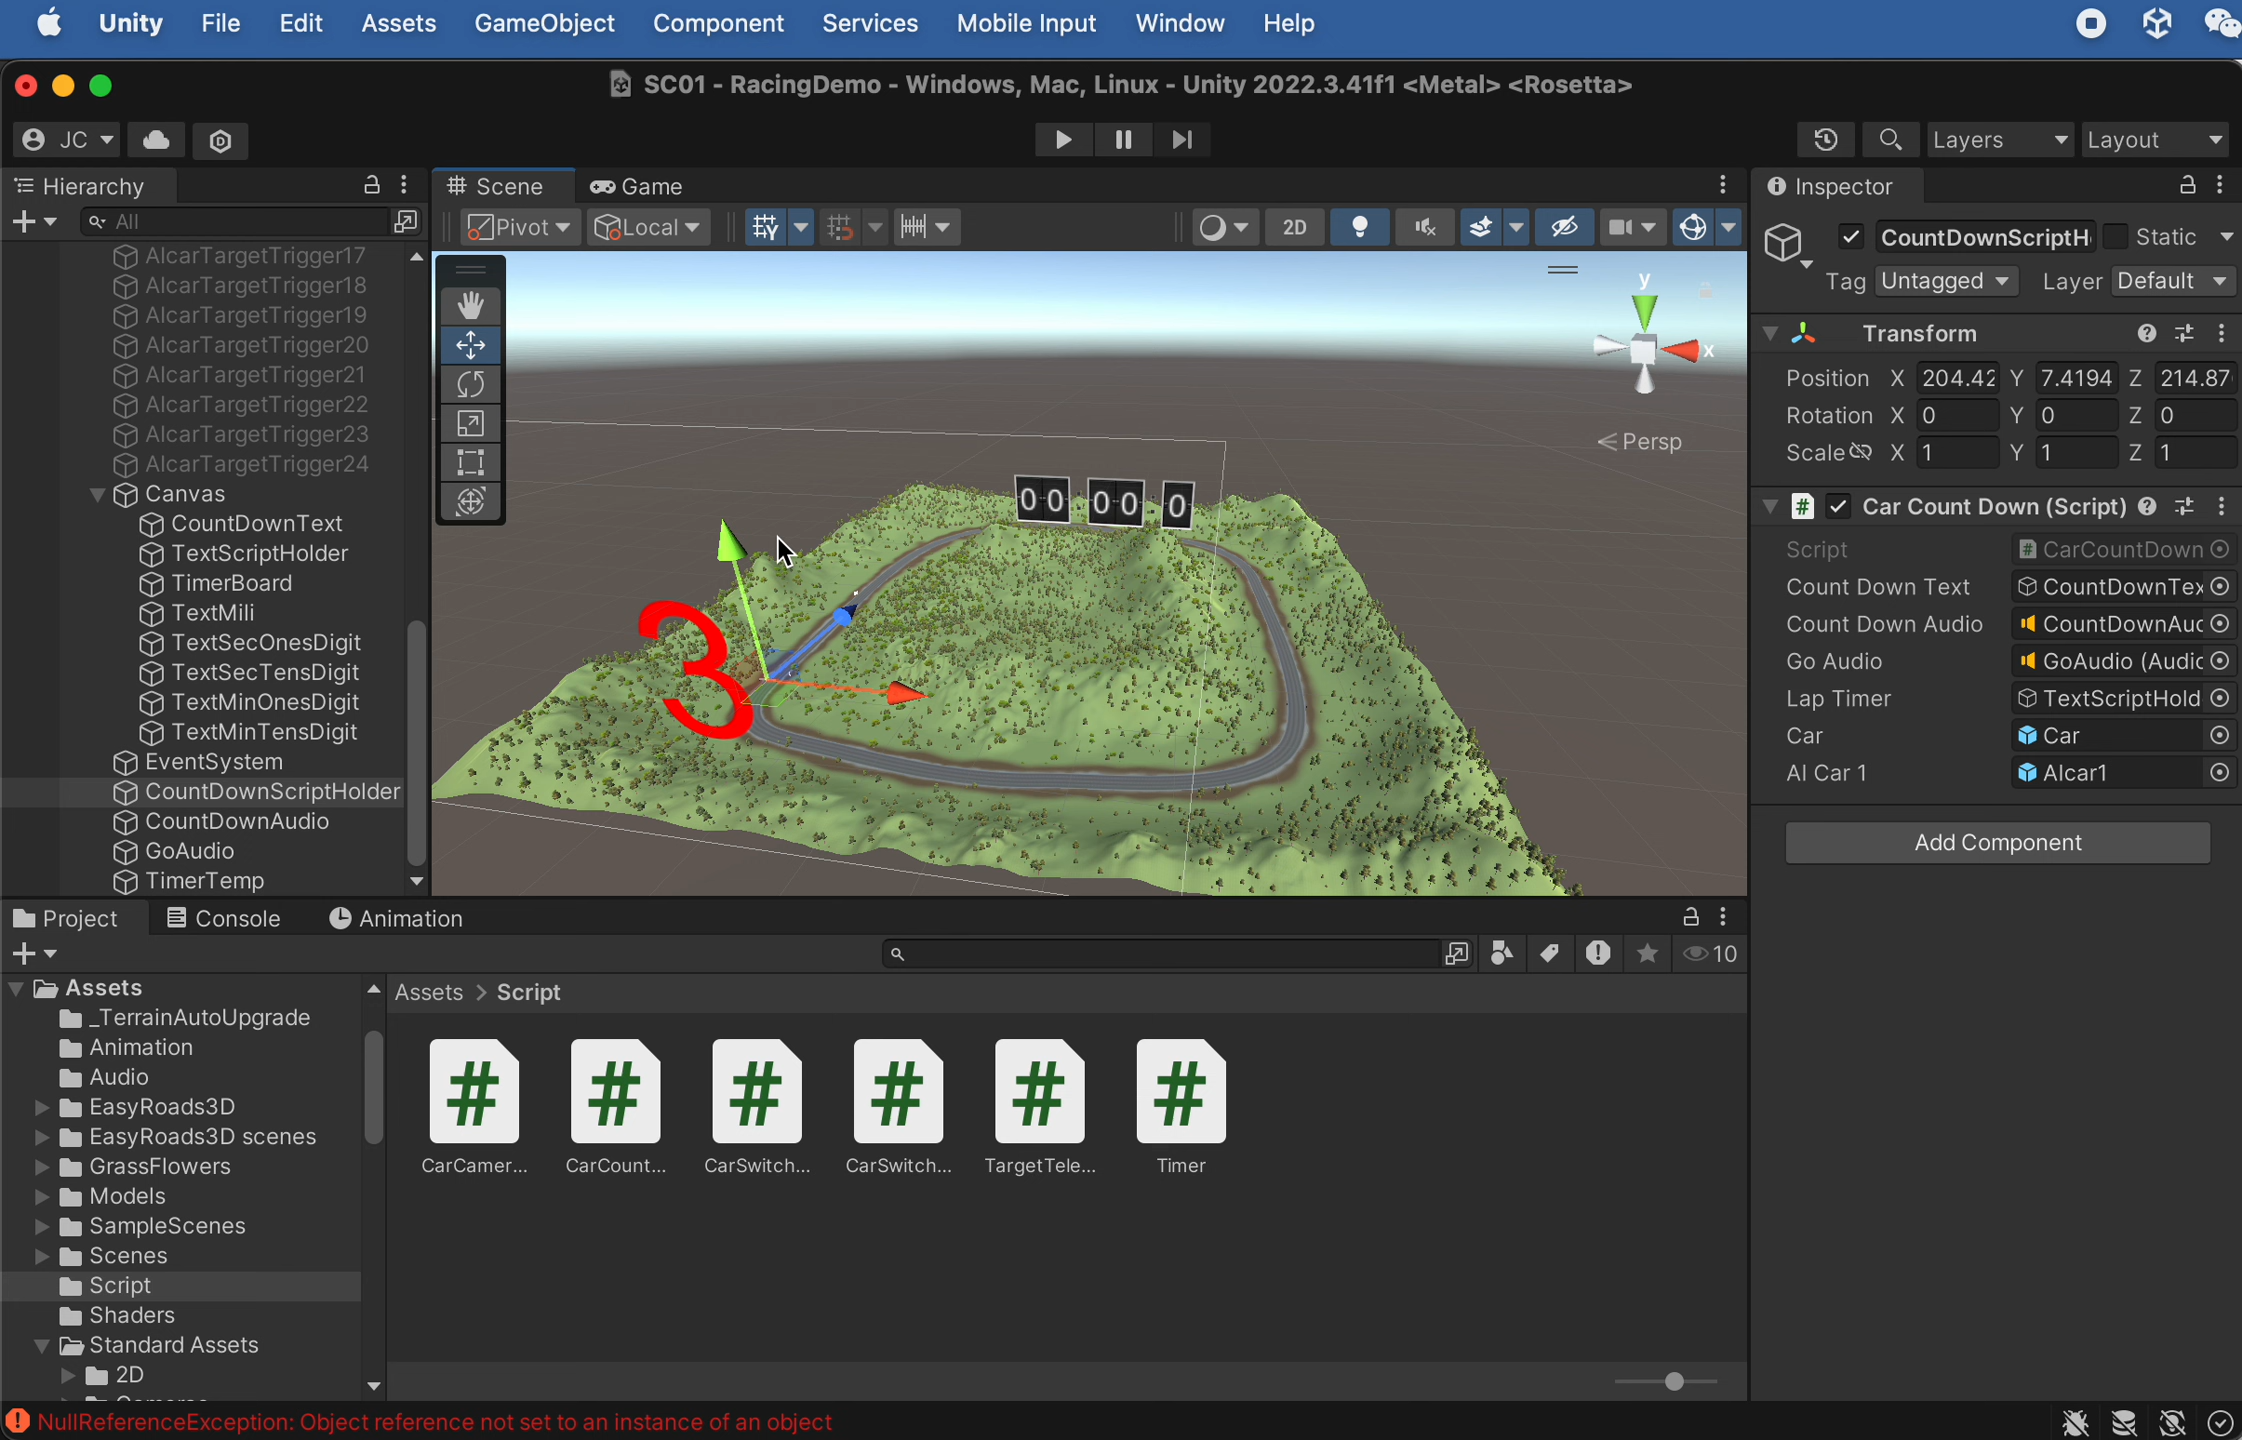 Unity File Edit Assets GameObject Component Services Mobile Input Window Help
SC01 - RacingDemo - Windows, Mac, Linux - Unity 2022.3.41f1 <Metal> <Rosetta>
JC
Layers
Layout
Hierarchy
All
AIcarTargetTrigger17
AIcarTargetTrigger18
AIcarTargetTrigger19
AIcarTargetTrigger20
AIcarTargetTrigger21
AIcarTargetTrigger22
AIcarTargetTrigger23
AIcarTargetTrigger24
Canvas
CountDownText
TextScriptHolder
TimerBoard
TextMili
TextSecOnesDigit
TextSecTensDigit
TextMinOnesDigit
TextMinTensDigit
EventSystem
CountDownScriptHolder
CountDownAudio
GoAudio
TimerTemp
Scene
Game
Pivot
Local
2D
y
x
Persp
00 00 0
3
Inspector
CountDownScriptH
Static
Tag Untagged Layer Default
Transform
Position X 204.42 Y 7.4194 Z 214.87
Rotation X 0 Y 0 Z 0
Scale X 1 Y 1 Z 1
# Car Count Down (Script)
Script # CarCountDown
Count Down Text CountDownTex
Count Down Audio CountDownAud
Go Audio GoAudio (Audio
Lap Timer TextScriptHold
Car Car
AI Car 1 AIcar1
Add Component
Project
Console
Animation
10
Assets
_TerrainAutoUpgrade
Animation
Audio
EasyRoads3D
EasyRoads3D scenes
GrassFlowers
Models
SampleScenes
Scenes
Script
Shaders
Standard Assets
2D
Assets > Script
# # # # # #
CarCamer... CarCount... CarSwitch... CarSwitch... TargetTele... Timer
NullReferenceException: Object reference not set to an instance of an object